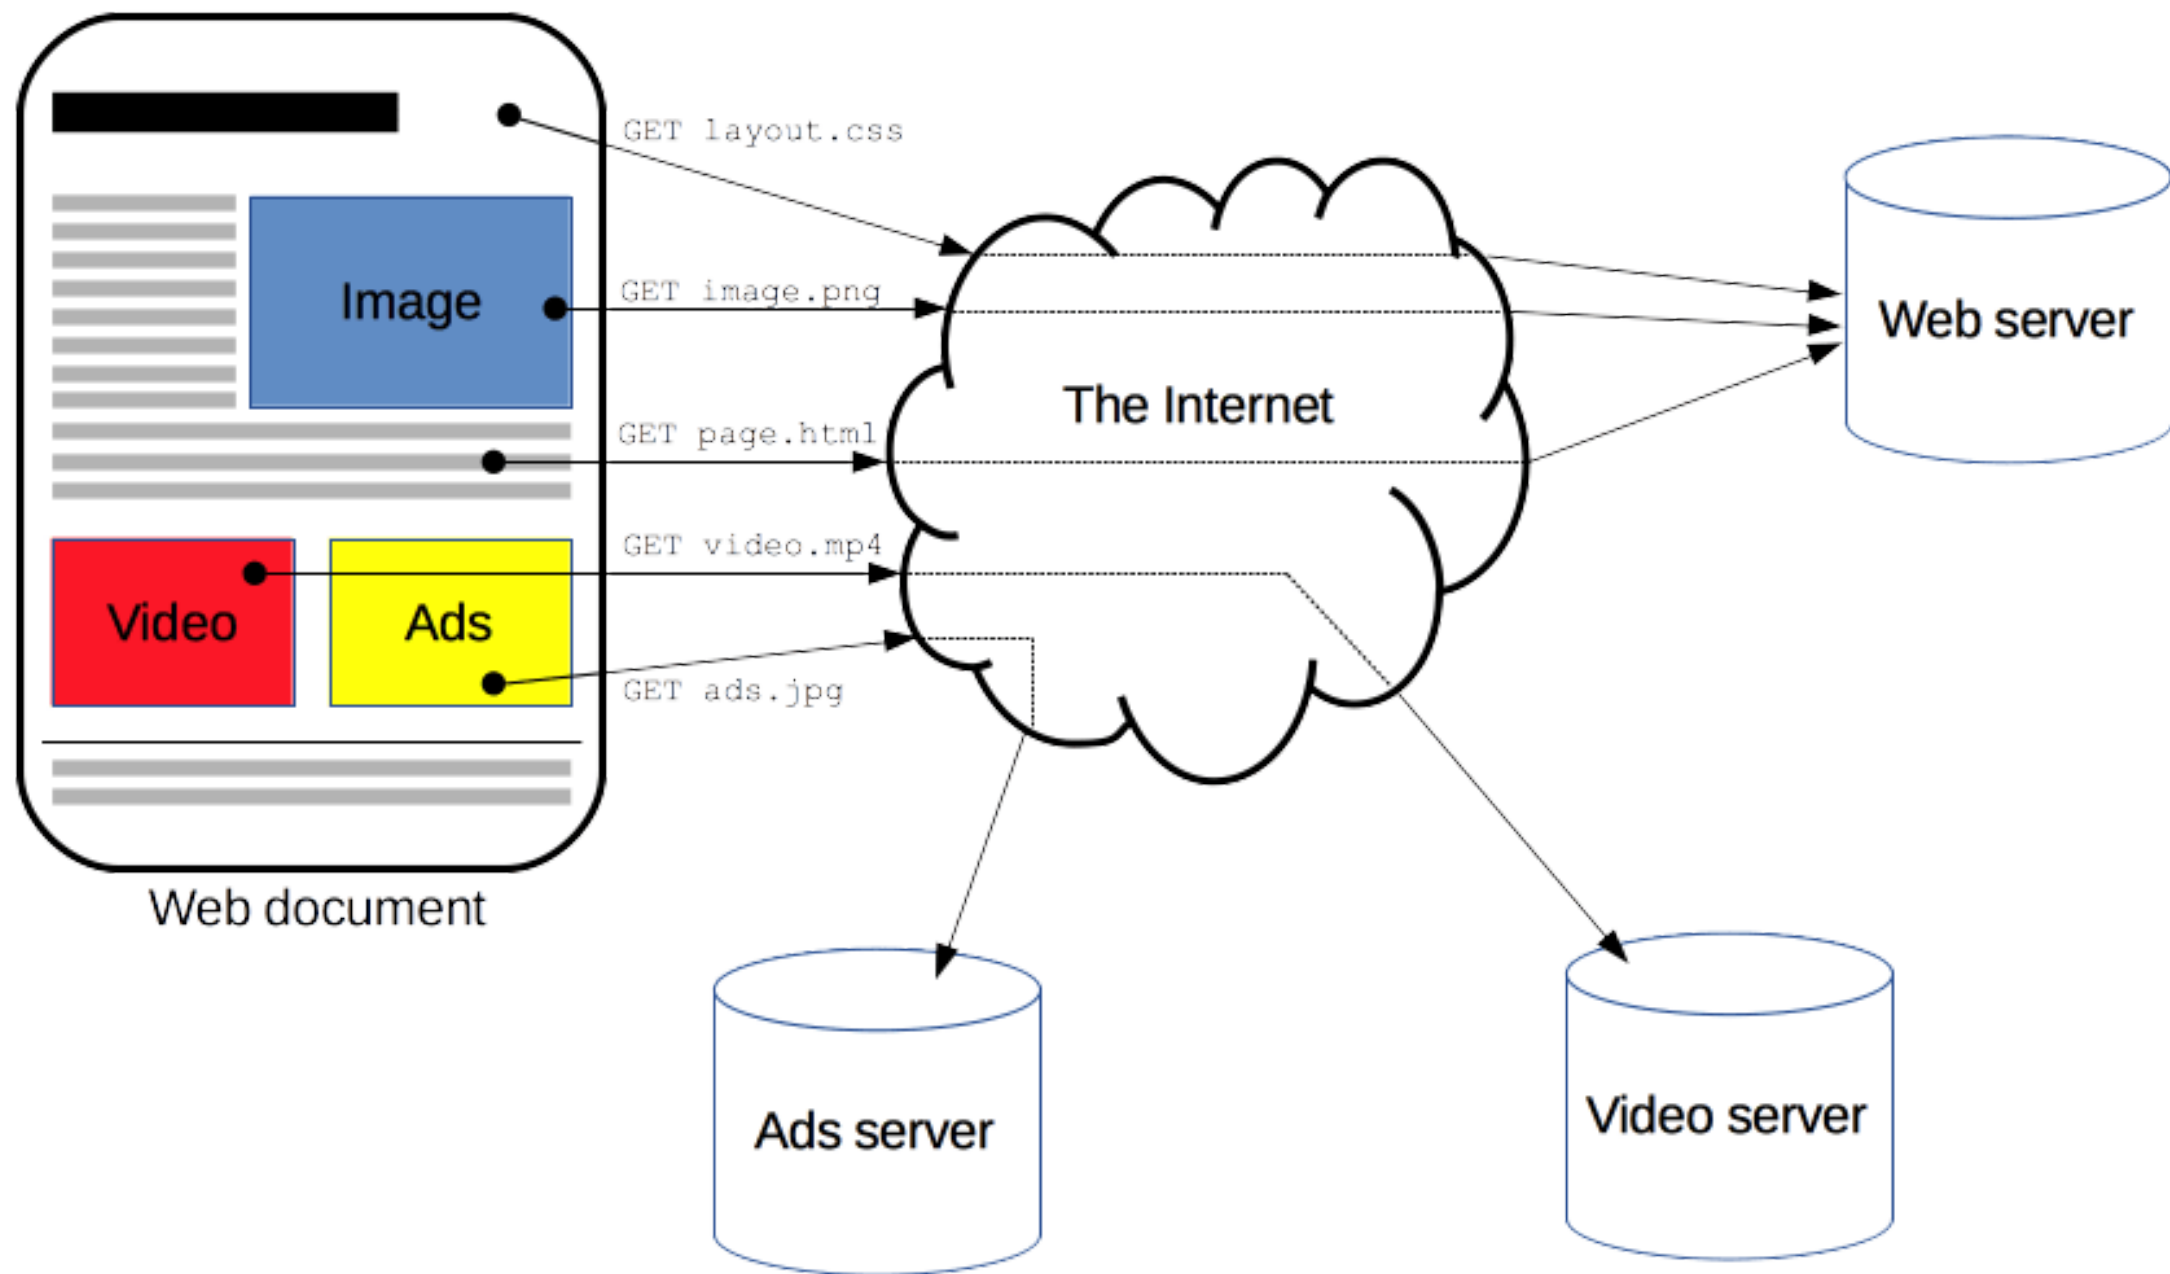 GET layout.css
Image
GET image.png
Web server
The Internet
GET page.html
GET video.mp4
Video
Ads
GET ads.jpg
Web document
Ads server
Video server